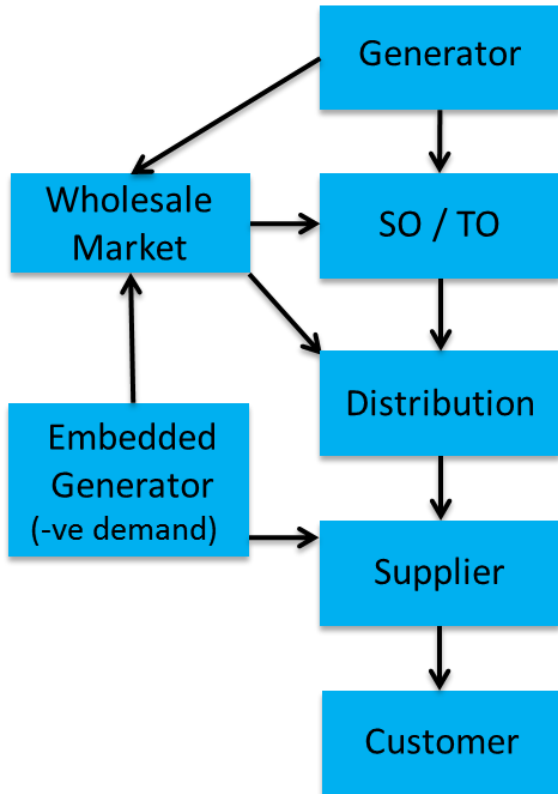 Generator
Wholesale
Market
SO / TO
Distribution
Embedded
Generator
(-ve demand)
Supplier
Customer